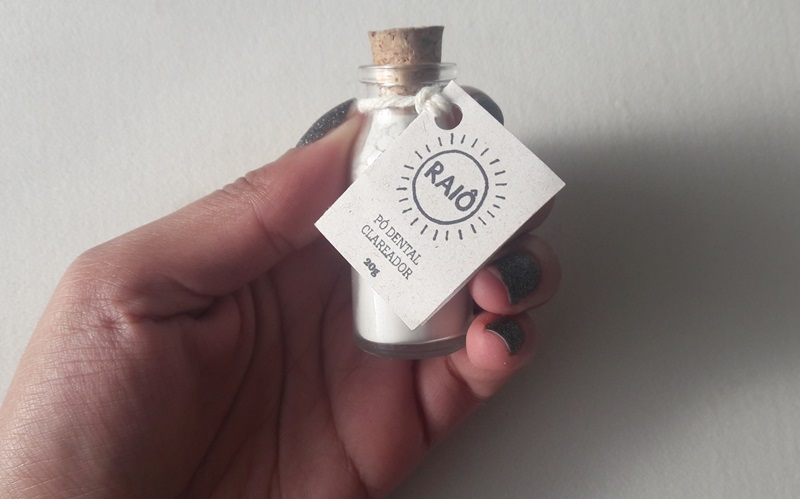 RAIÔ
PÓ DENTAL
CLAREADOR
20g